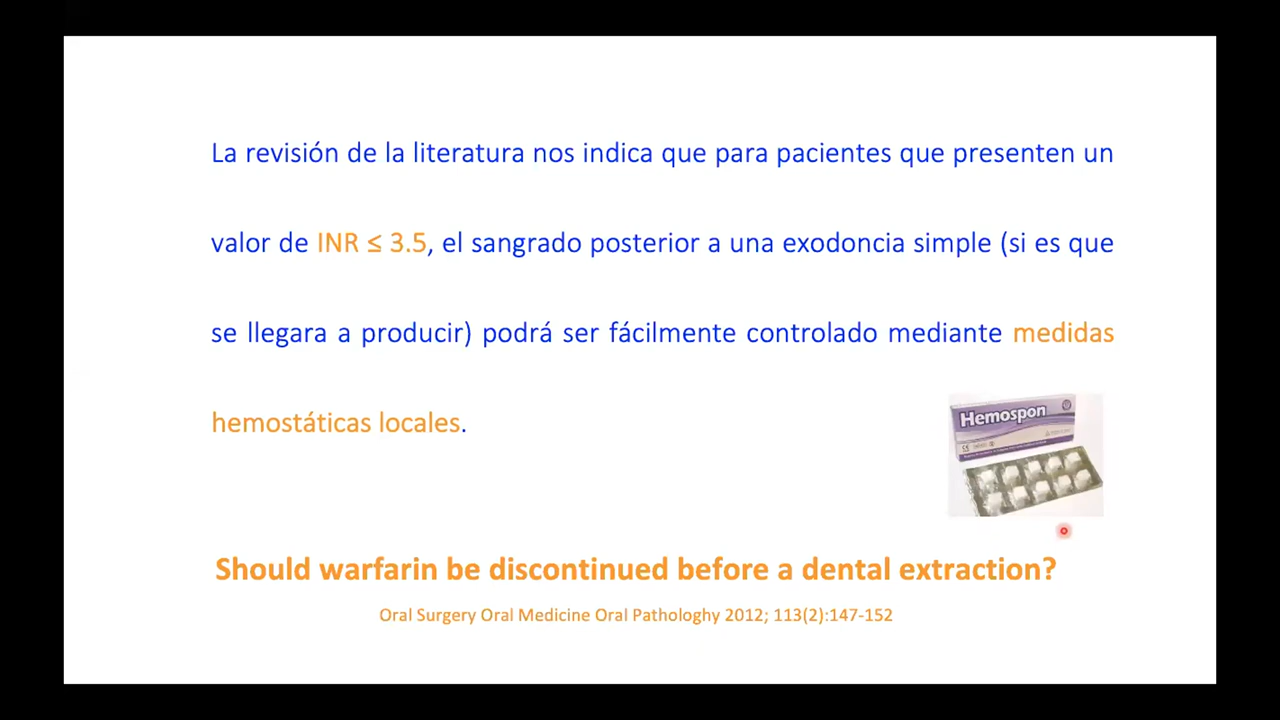 La revisión de la literatura nos indica que para pacientes que presenten un
valor de INR ≤ 3.5, el sangrado posterior a una exodoncia simple (si es que
se llegara a producir) podrá ser fácilmente controlado mediante medidas
hemostáticas locales.
Hemospon
Should warfarin be discontinued before a dental extraction?
Oral Surgery Oral Medicine Oral Pathologhy 2012; 113(2):147-152